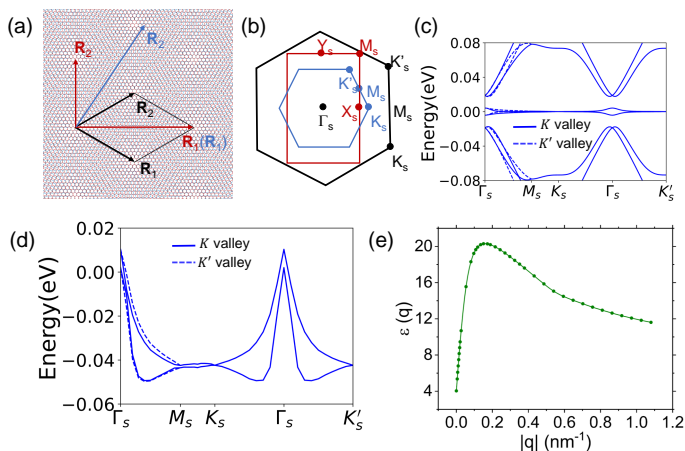 (a)
R₂
R₂
R₂
R₁(R₁)
R₁
(b)
Yₛ
Mₛ
K'ₛ
K'ₛ
Mₛ
Mₛ
Γₛ
Xₛ
Kₛ
Kₛ
(c)
Energy(eV)
0.08
0.04
0.00
−0.04
−0.08
K valley
K′ valley
Γₛ
Mₛ
Kₛ
Γₛ
K′ₛ
(d)
Energy(eV)
0.02
0.00
−0.02
−0.04
−0.06
K valley
K′ valley
Γₛ
Mₛ
Kₛ
Γₛ
K′ₛ
(e)
ε (q)
20
16
12
8
4
0.0 0.2 0.4 0.6 0.8 1.0 1.2
|q| (nm⁻¹)